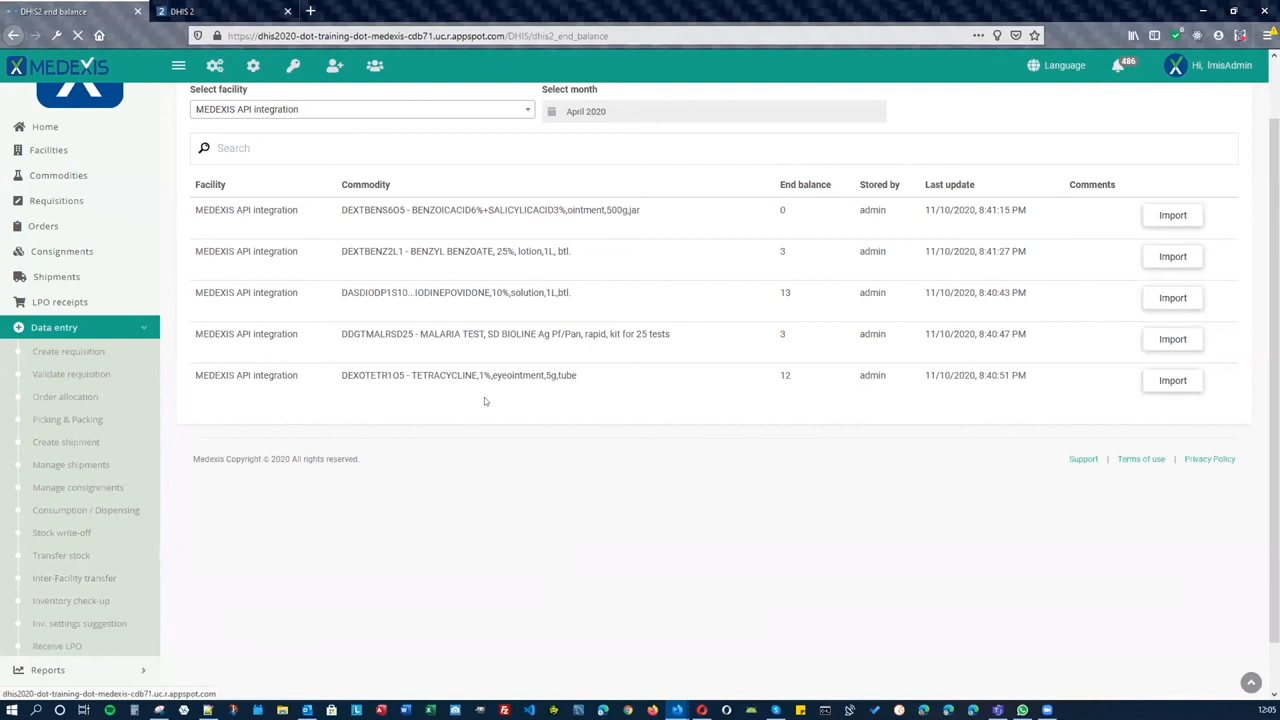 DHIS2 end balance
2 DHIS 2
https://dhis2020-dot-training-dot-medexis-cdb71.uc.r.appspot.com/DHIS/dhis2_end_balance
MEDEXIS
Language
486
Hi, lmisAdmin
Home
Facilities
Commodities
Requisitions
Orders
Consignments
Shipments
LPO receipts
Data entry
Create requisition
Validate requisition
Order allocation
Picking & Packing
Create shipment
Manage shipments
Manage consignments
Consumption / Dispensing
Stock write-off
Transfer stock
Inter-Facility transfer
Inventory check-up
Inv. settings suggestion
Receive LPO
Reports
Select facility Select month
MEDEXIS API integration April 2020
Search
Facility Commodity End balance Stored by Last update Comments
MEDEXIS API integration DEXTBENS6O5 - BENZOICACID6%+SALICYLICACID3%,ointment,500g,jar 0 admin 11/10/2020, 8:41:15 PM Import
MEDEXIS API integration DEXTBENZ2L1 - BENZYL BENZOATE, 25%, lotion,1L, btl. 3 admin 11/10/2020, 8:41:27 PM Import
MEDEXIS API integration DASDIODP1S10...IODINEPOVIDONE,10%,solution,1L,btl. 13 admin 11/10/2020, 8:40:43 PM Import
MEDEXIS API integration DDGTMALRSD25 - MALARIA TEST, SD BIOLINE Ag Pf/Pan, rapid, kit for 25 tests 3 admin 11/10/2020, 8:40:47 PM Import
MEDEXIS API integration DEXOTETR1O5 - TETRACYCLINE,1%,eyeointment,5g,tube 12 admin 11/10/2020, 8:40:51 PM Import
Medexis Copyright © 2020 All rights reserved. Support | Terms of use | Privacy Policy
dhis2020-dot-training-dot-medexis-cdb71.uc.r.appspot.com
12:05